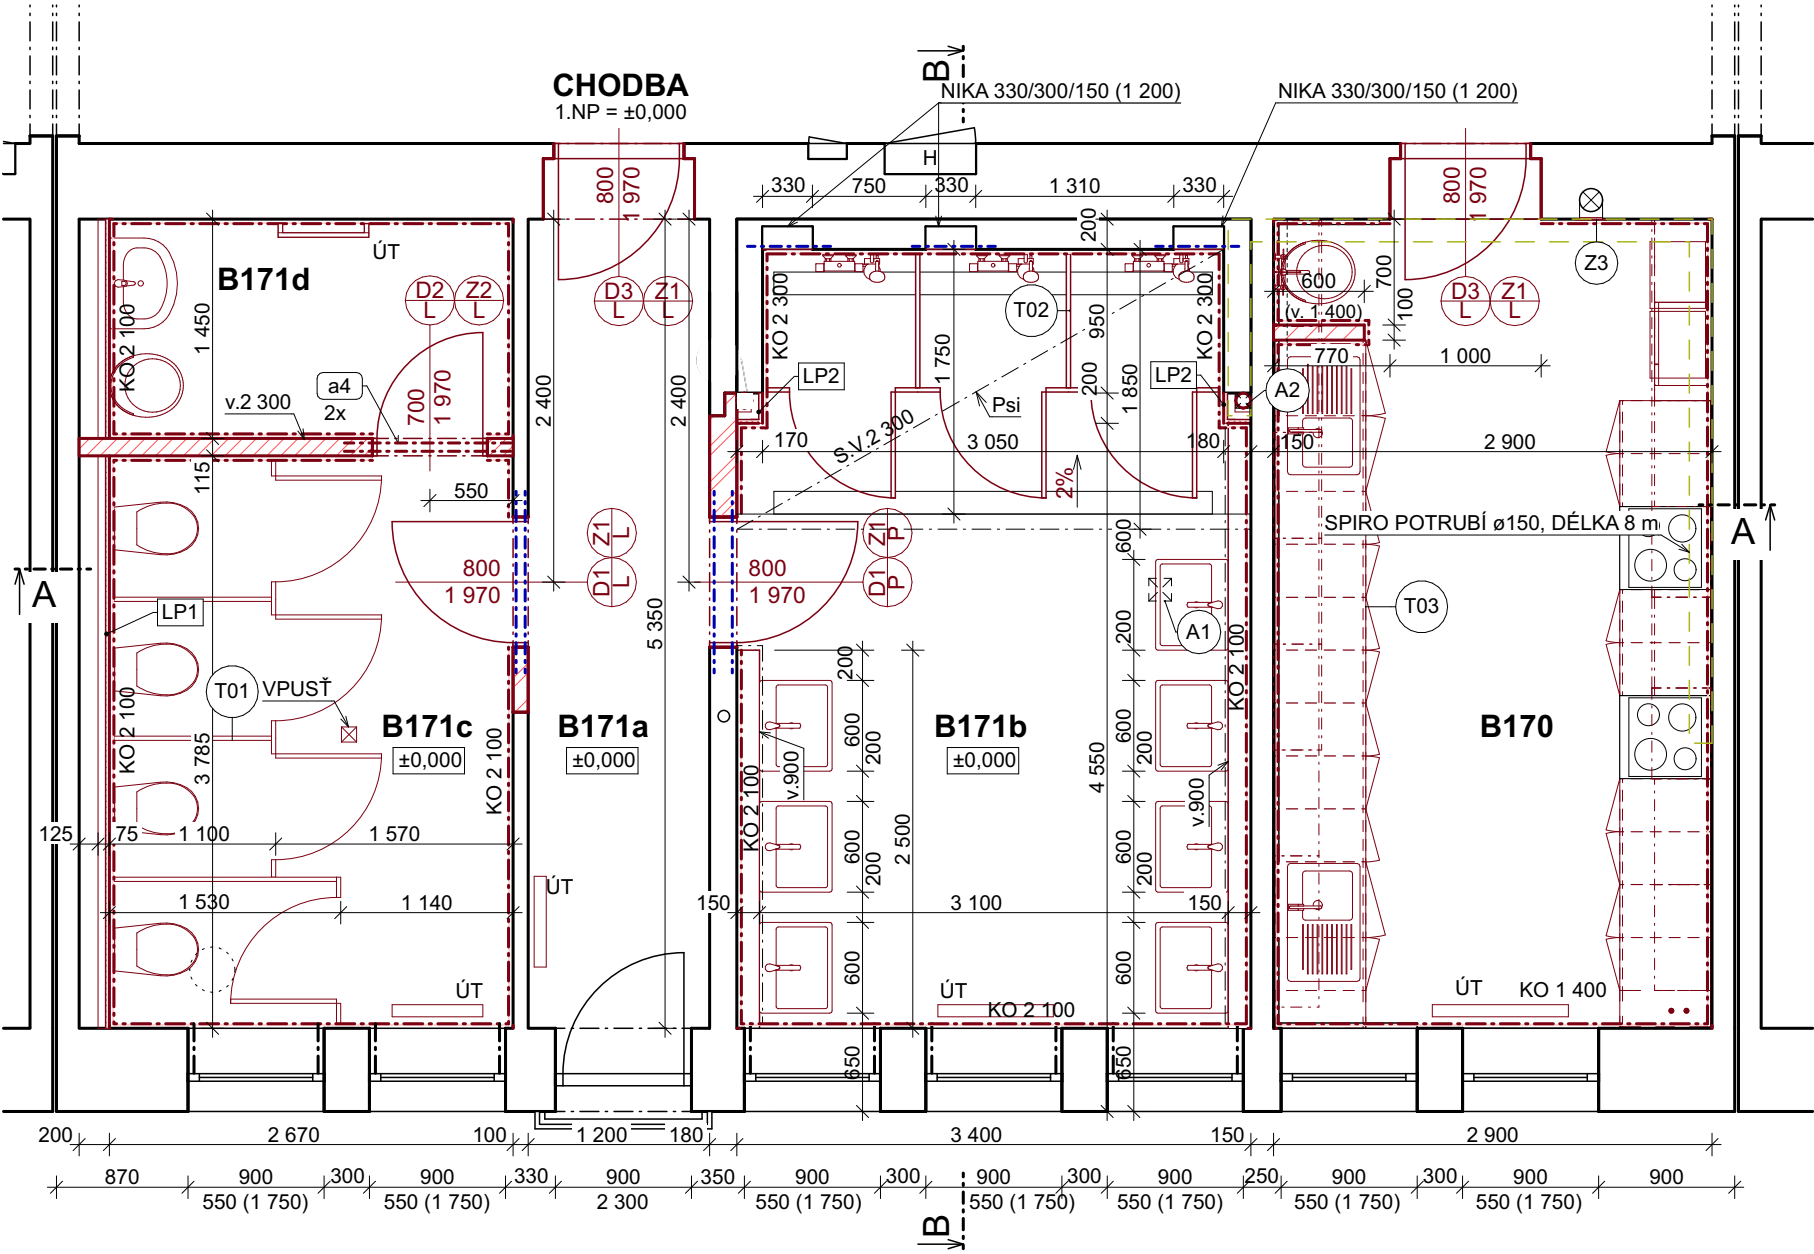 CHODBA
1.NP = ±0,000
B
NIKA 330/300/150 (1 200)
NIKA 330/300/150 (1 200)
H
800
1 970
330
750
330
1 310
330
200
800
1 970
ÚT
B171d
D2
L
Z2
L
D3
L
Z1
L
KO 2 100
1 450
T02
KO 2 300
950
KO 2 300
600
(v. 1 400)
700
100
D3
L
Z1
L
Z3
a4
2x
v.2 300
700
1 970
2 400
2 400
LP2
1 750
200
1 850
LP2
A2
770
1 000
Psi
S.V.2 300
170
3 050
180
150
2 900
115
550
2%
Z1
L
D1
L
Z1
P
D1
P
600
SPIRO POTRUBÍ ø150, DÉLKA 8 m
A
A
800
1 970
800
1 970
LP1
5 350
A1
T03
200
200
KO 2 100
T01
VPUSŤ
B171c
±0,000
B171a
±0,000
B171b
±0,000
B170
KO 2 100
3 785
KO 2 100
KO 2 100
v.900
600
200
4 550
600
200
v.900
125
75
1 100
1 570
600
200
2 500
600
200
ÚT
1 530
1 140
150
3 100
150
600
600
ÚT
ÚT
KO 2 100
ÚT
KO 1 400
650
650
200
2 670
100
1 200
180
3 400
150
2 900
870
900
550 (1 750)
300
900
550 (1 750)
330
900
2 300
350
900
550 (1 750)
300
900
550 (1 750)
300
900
550 (1 750)
250
900
550 (1 750)
300
900
550 (1 750)
900
B